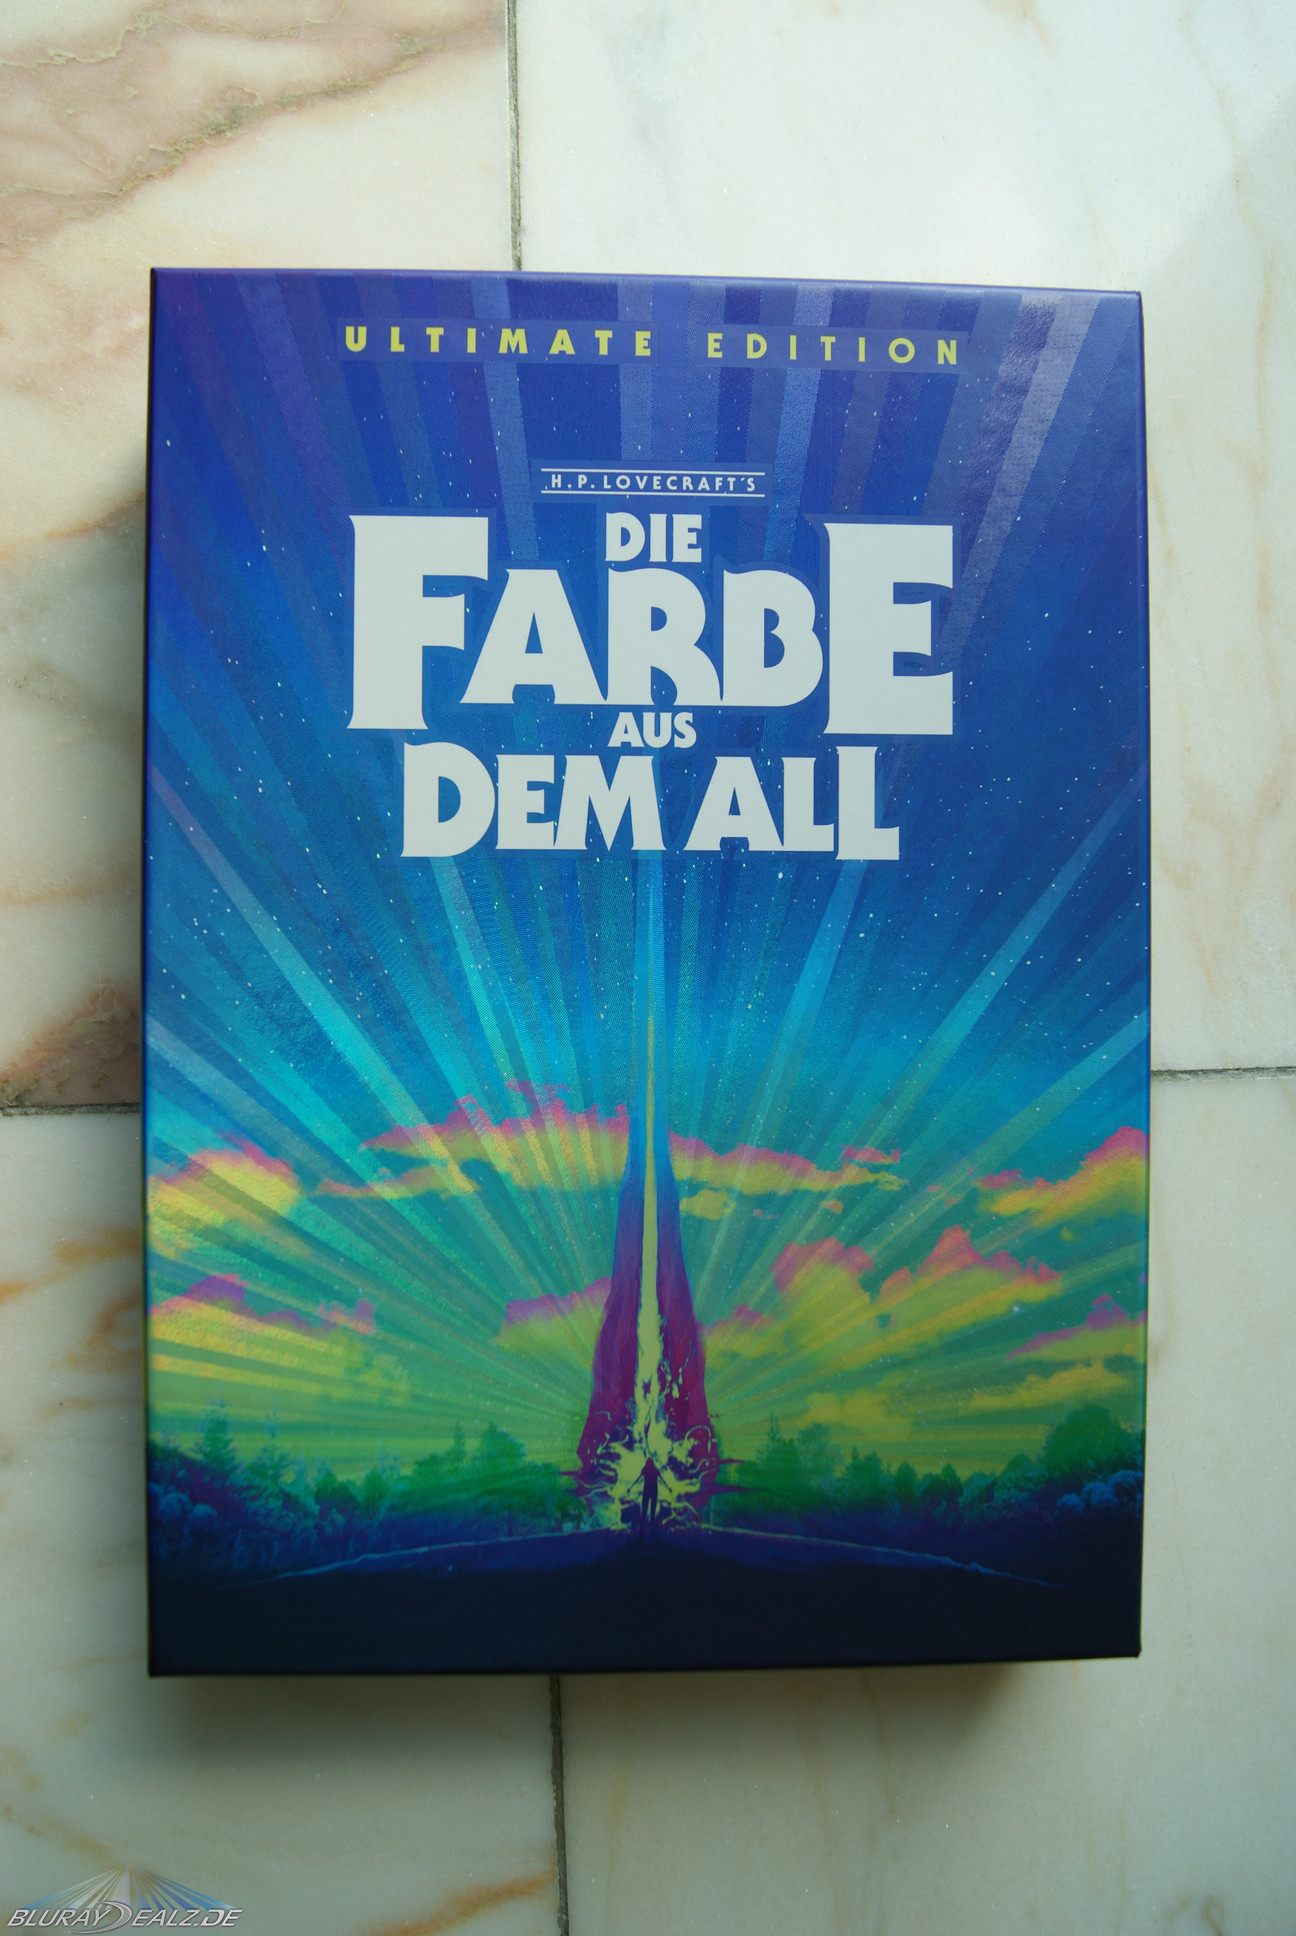 ULTIMATE EDITION
H.P. LOVECRAFT'S
DIE
FARBE
AUS
DEM ALL
BLURAYDEALZ.DE